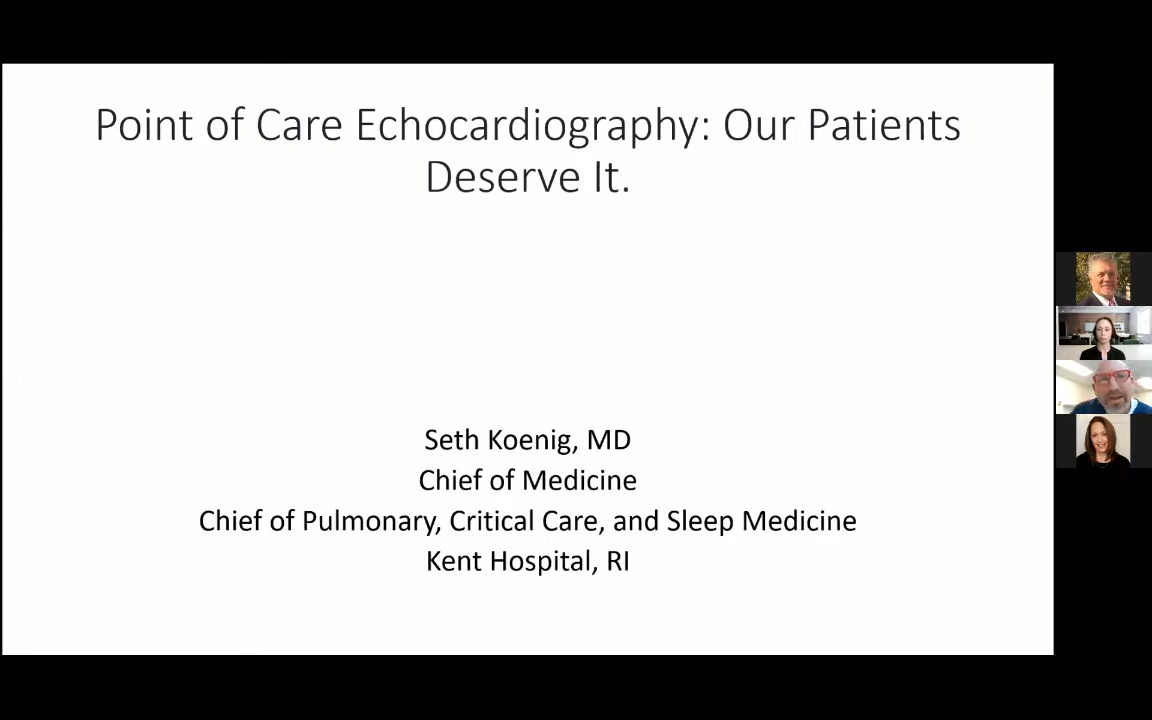 Point of Care Echocardiography: Our Patients
Deserve It.
Seth Koenig, MD
Chief of Medicine
Chief of Pulmonary, Critical Care, and Sleep Medicine
Kent Hospital, RI